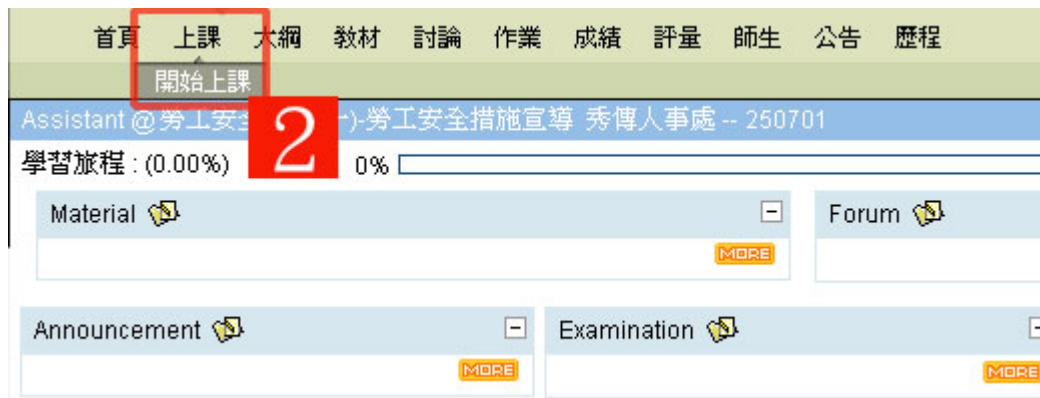 首頁 上課 大綱 教材 討論 作業 成績 評量 師生 公告 歷程
開始上課
Assistant @ 勞工安 )-勞工安全措施宣導 秀傳人事處 -- 250701
2
學習旅程 : (0.00%) 0%
Material Forum
MORE
Announcement Examination
MORE MORE